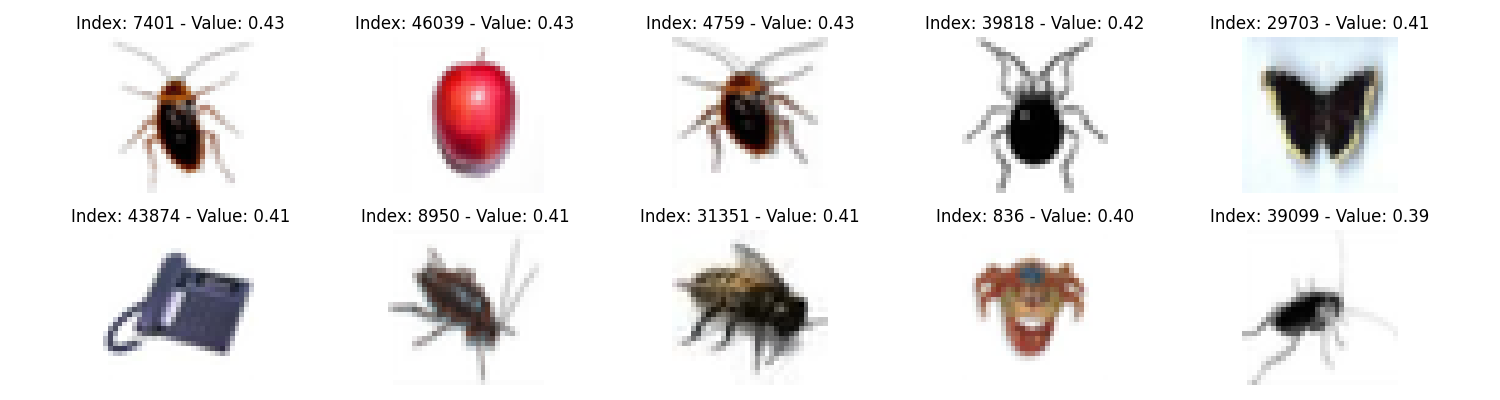 Index: 7401 - Value: 0.43
Index: 46039 - Value: 0.43
Index: 4759 - Value: 0.43
Index: 39818 - Value: 0.42
Index: 29703 - Value: 0.41
Index: 43874 - Value: 0.41
Index: 8950 - Value: 0.41
Index: 31351 - Value: 0.41
Index: 836 - Value: 0.40
Index: 39099 - Value: 0.39